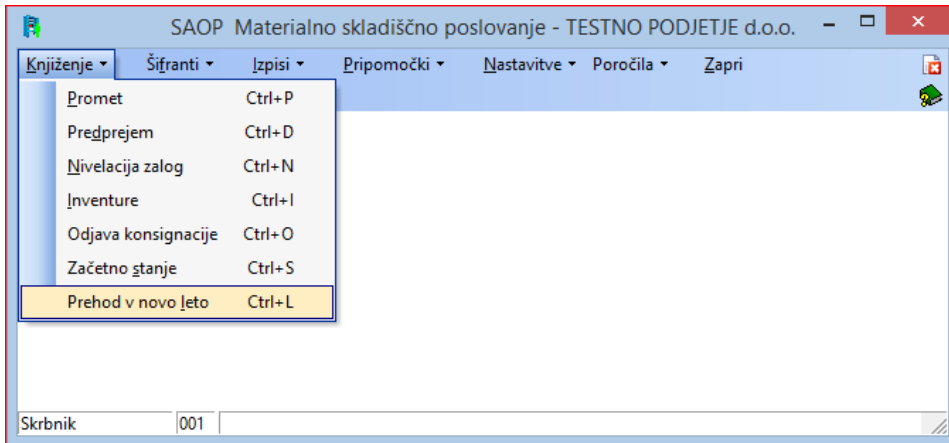 SAOP Materialno skladiščno poslovanje - TESTNO PODJETJE d.o.o.
Knjiženje Šifranti Izpisi Pripomočki Nastavitve Poročila Zapri
Promet Ctrl+P
Predprejem Ctrl+D
Nivelacija zalog Ctrl+N
Inventure Ctrl+I
Odjava konsignacije Ctrl+O
Začetno stanje Ctrl+S
Prehod v novo leto Ctrl+L
Skrbnik 001